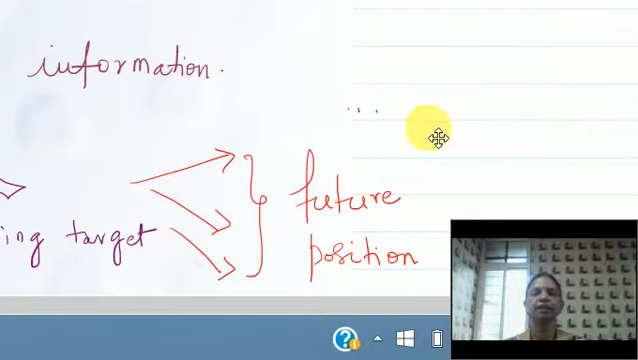 information.
...
ing target
future
position